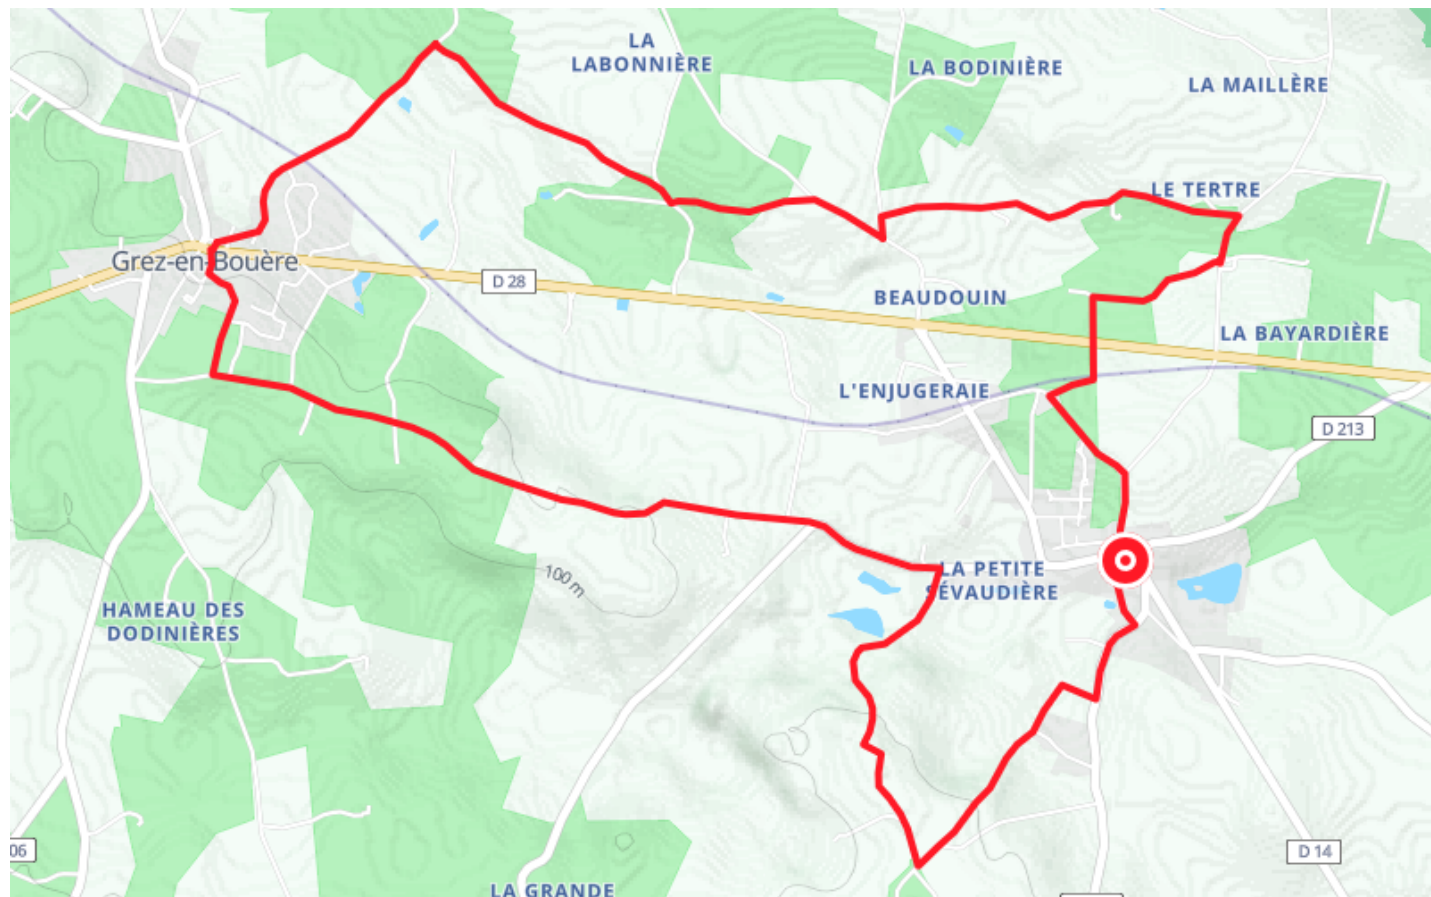 LA
LABONNIÈRE
LA BODINIÈRE
LA MAILLÈRE
LE TERTRE
Grez-en-Bouère
D 28
BEAUDOUIN
LA BAYARDIÈRE
L'ENJUGERAIE
D 213
100 m
LA PETITE
SÉVAUDIÈRE
HAMEAU DES
DODINIÈRES
06
D 14
LA GRANDE